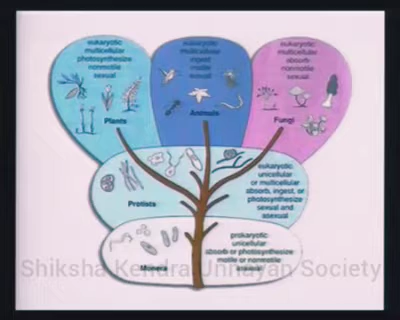 eukaryotic
multicellular
photosynthesize
nonmotile
sexual
Plants
eukaryotic
multicellular
ingest
motile
sexual
Animals
eukaryotic
multicellular
absorb
nonmotile
sexual
Fungi
Protists
eukaryotic
unicellular
or multicellular
absorb, ingest, or
photosynthesize
sexual and
asexual
Monera
prokaryotic
unicellular
absorb or photosynthesize
motile or nonmotile
asexual
Shiksha Kendra Unnayan Society